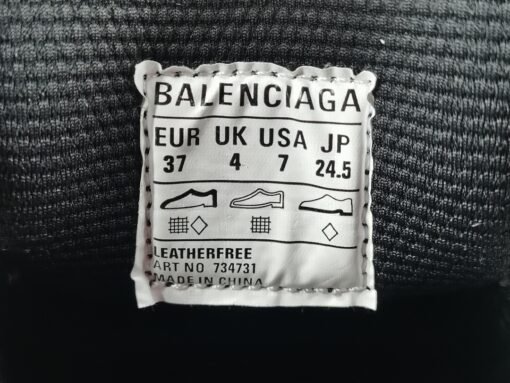 BALENCIAGA
EUR UK USA JP
37 4 7 24.5
LEATHERFREE
ART NO 734731
MADE IN CHINA